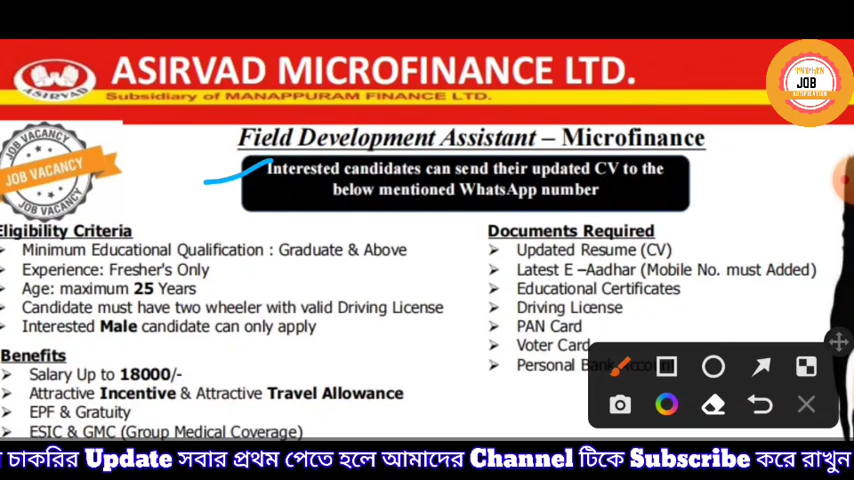 ASIRVAD MICROFINANCE LTD.
ASIRVAD
Subsidiary of MANAPPURAM FINANCE LTD.
JOB
Field Development Assistant – Microfinance
JOB VACANCY
JOB VACANCY
JOB VACANCY
Interested candidates can send their updated CV to the
below mentioned WhatsApp number
Eligibility Criteria
Minimum Educational Qualification : Graduate & Above
Experience: Fresher's Only
Age: maximum 25 Years
Candidate must have two wheeler with valid Driving License
Interested Male candidate can only apply
Benefits
Salary Up to 18000/-
Attractive Incentive & Attractive Travel Allowance
EPF & Gratuity
ESIC & GMC (Group Medical Coverage)
Documents Required
Updated Resume (CV)
Latest E –Aadhar (Mobile No. must Added)
Educational Certificates
Driving License
PAN Card
Voter Card
Personal Bank Account
চাকরির Update সবার প্রথম পেতে হলে আমাদের Channel টিকে Subscribe করে রাখুন